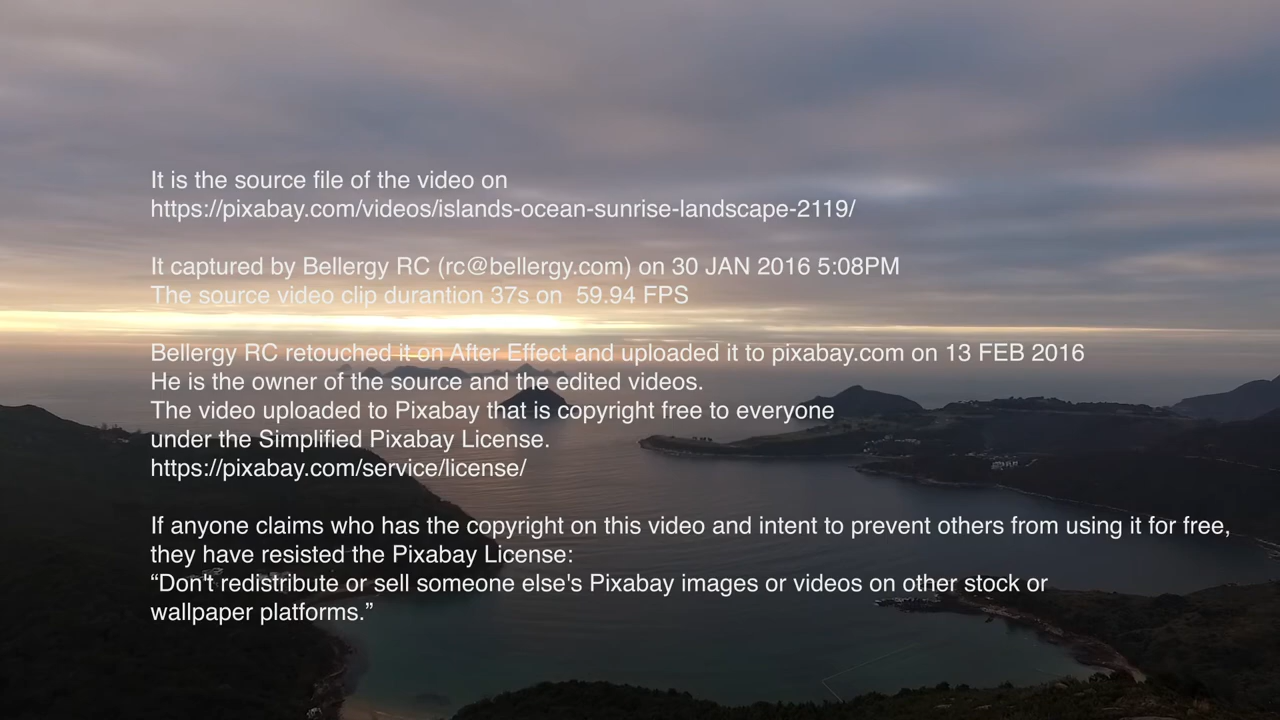 It is the source file of the video on
https://pixabay.com/videos/islands-ocean-sunrise-landscape-2119/
It captured by Bellergy RC (rc@bellergy.com) on 30 JAN 2016 5:08PM
The source video clip durantion 37s on  59.94 FPS
Bellergy RC retouched it on After Effect and uploaded it to pixabay.com on 13 FEB 2016
He is the owner of the source and the edited videos.
The video uploaded to Pixabay that is copyright free to everyone
under the Simplified Pixabay License.
https://pixabay.com/service/license/
If anyone claims who has the copyright on this video and intent to prevent others from using it for free,
they have resisted the Pixabay License:
“Don't redistribute or sell someone else's Pixabay images or videos on other stock or
wallpaper platforms.”